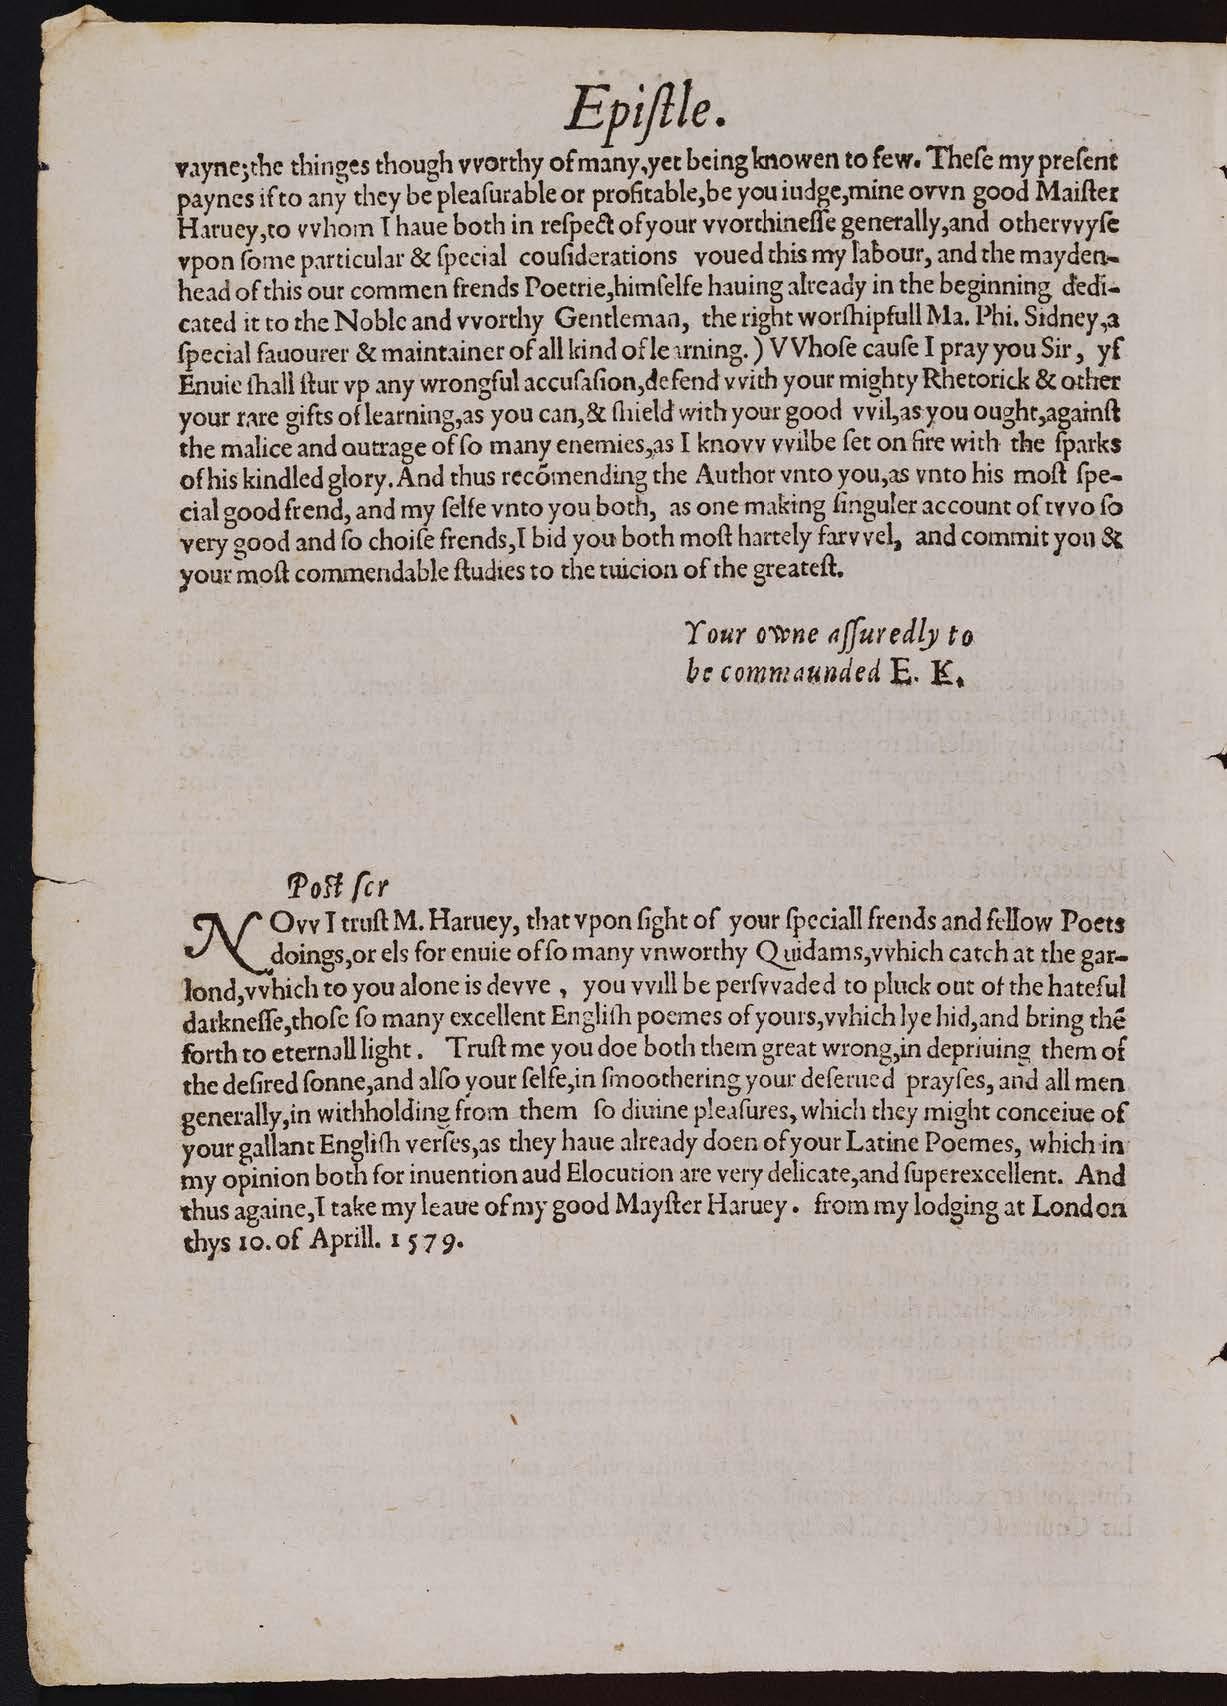 Epiſtle.
vayne; the thinges though vvorthy of many, yet being knowen to few. Theſe my preſent
paynes if to any they be pleaſurable or profitable, be you iudge, mine ovvn good Maiſter
Haruey, to vvhom I haue both in reſpect of your vvorthineſſe generally, and othervvyſe
vpon ſome particular & ſpecial couſiderations voued this my labour, and the mayden-
head of this our commen frends Poetrie, himſelfe hauing already in the beginning dedi-
cated it to the Noble and vvorthy Gentleman, the right worſhipfull Ma. Phi. Sidney, a
ſpecial fauourer & maintainer of all kind of learning.) VVhoſe cauſe I pray you Sir, yf
Enuie ſhall ſtur vp any wrongful accuſaſion, defend vvith your mighty Rhetorick & other
your rare gifts of learning, as you can, & ſhield with your good vvil, as you ought, againſt
the malice and outrage of ſo many enemies, as I knovv vvilbe ſet on fire with the ſparks
of his kindled glory. And thus recōmending the Author vnto you, as vnto his moſt ſpe-
cial good frend, and my ſelfe vnto you both, as one making ſinguler account of tvvo ſo
very good and ſo choiſe frends, I bid you both moſt hartely farvvel, and commit you &
your moſt commendable ſtudies to the tuicion of the greateſt.
Your owne aſſuredly to
be commaunded E. K.
Poſt ſcr
NOvv I truſt M. Haruey, that vpon ſight of your ſpeciall frends and fellow Poets
doings, or els for enuie of ſo many vnworthy Quidams, vvhich catch at the gar-
lond, vvhich to you alone is devve, you vvill be perſvvaded to pluck out of the hateful
darkneſſe, thoſe ſo many excellent Engliſh poemes of yours, vvhich lye hid, and bring thē
forth to eternall light. Truſt me you doe both them great wrong, in depriuing them of
the deſired ſonne, and alſo your ſelfe, in ſmoothering your deſerued prayſes, and all men
generally, in withholding from them ſo diuine pleaſures, which they might conceiue of
your gallant Engliſh verſes, as they haue already doen of your Latine Poemes, which in
my opinion both for inuention aud Elocution are very delicate, and ſuperexcellent. And
thus againe, I take my leaue of my good Mayſter Haruey. from my lodging at London
thys 10. of Aprill. 1579.